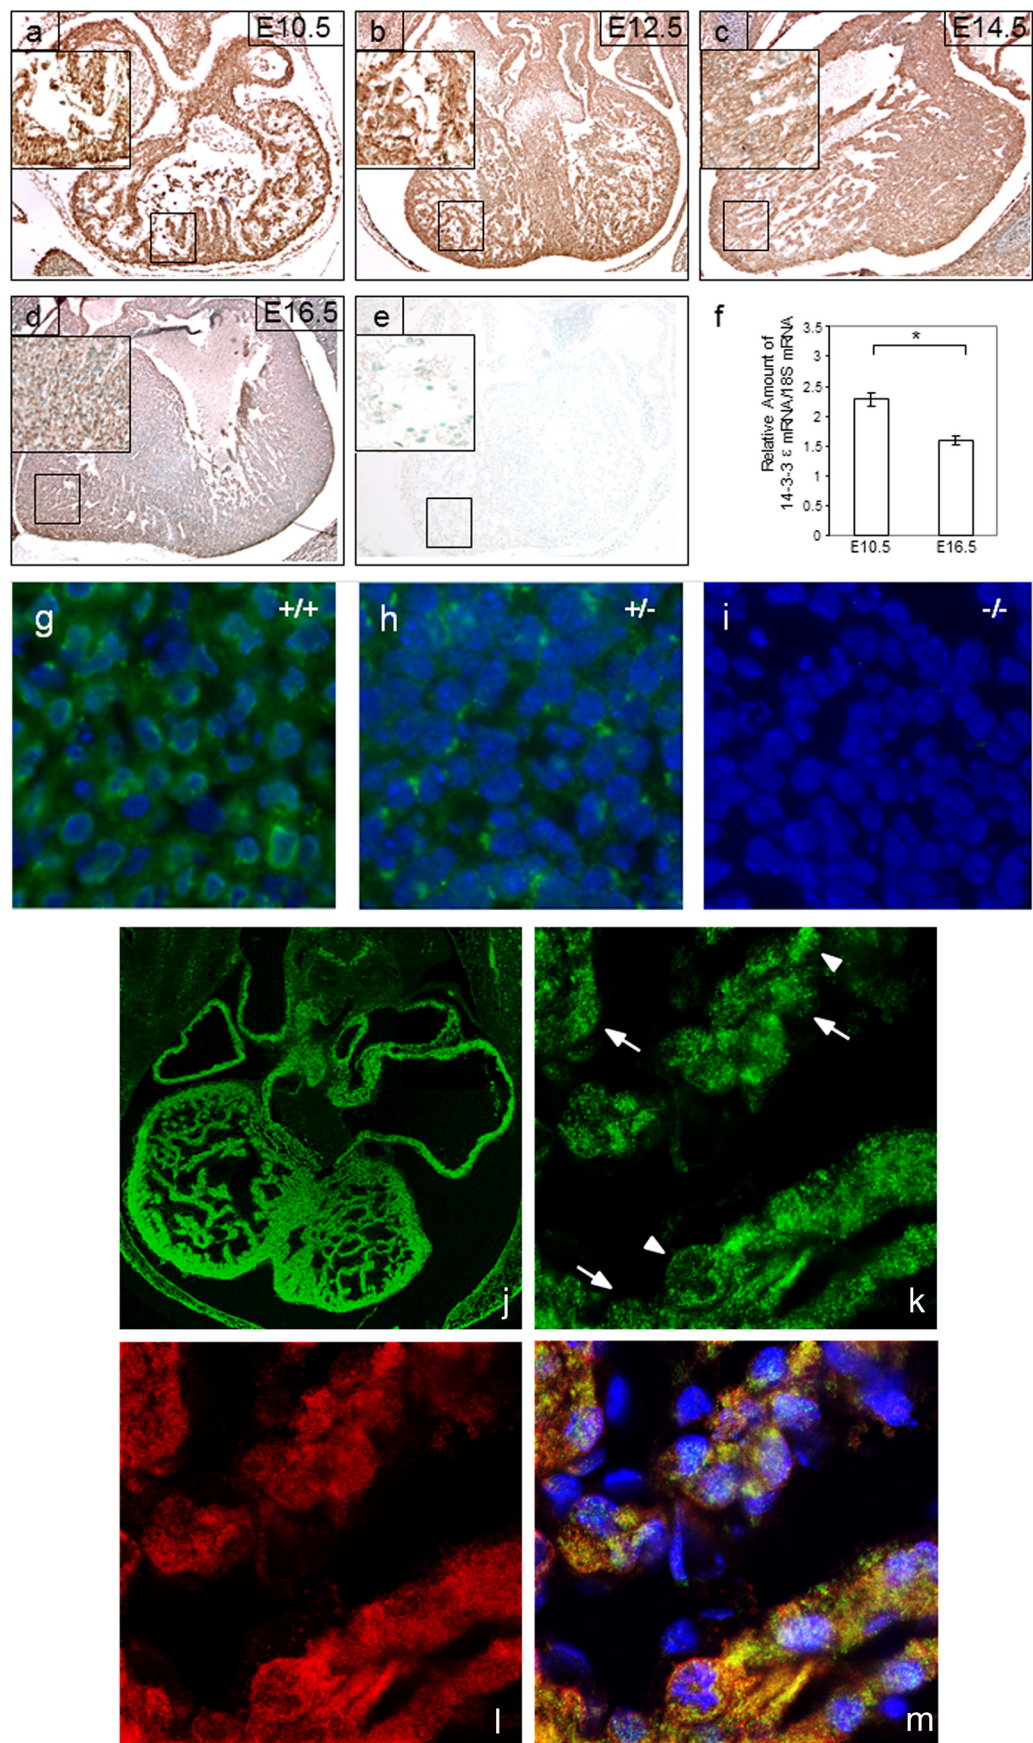 a E10.5
b E12.5
c E14.5
d E16.5
e
f
Relative Amount of
14-3-3 ε mRNA/18S mRNA
3.5
3
2.5
2
1.5
1
0.5
0
*
E10.5 E16.5
g +/+
h +/-
i -/-
j
k
l
m